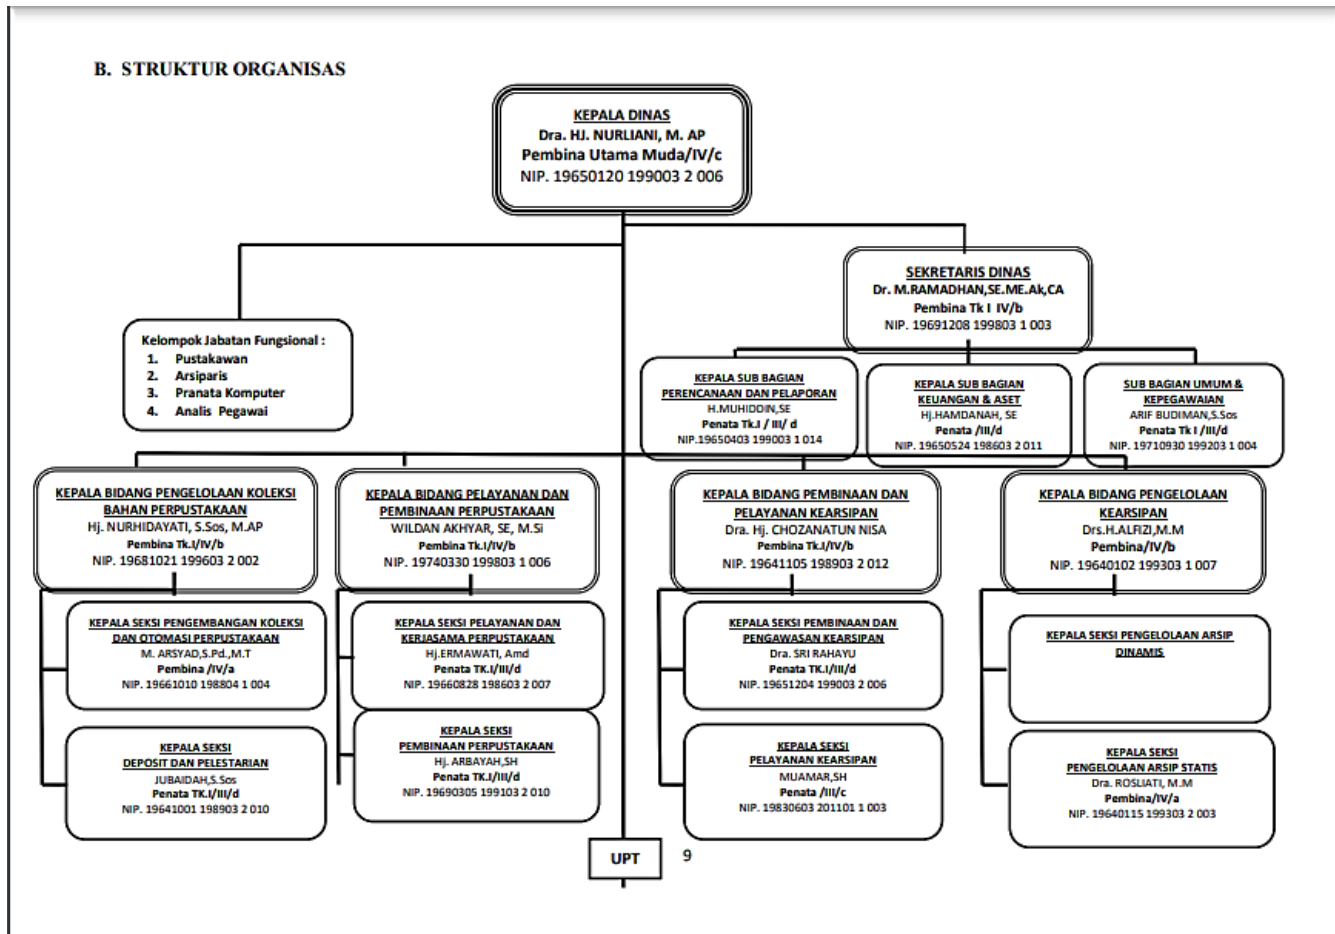 B. STRUKTUR ORGANISAS
KEPALA DINAS
Dra. HJ. NURLIANI, M. AP
Pembina Utama Muda/IV/c
NIP. 19650120 199003 2 006
SEKRETARIS DINAS
Dr. M.RAMADHAN,SE.ME.Ak,CA
Pembina Tk I IV/b
NIP. 19691208 199803 1 003
Kelompok Jabatan Fungsional :
1. Pustakawan
2. Arsiparis
3. Pranata Komputer
4. Analis Pegawai
KEPALA SUB BAGIAN
PERENCANAAN DAN PELAPORAN
H.MUHIDDIN,SE
Penata Tk.I / III/ d
NIP.19650403 199003 1 014
KEPALA SUB BAGIAN
KEUANGAN & ASET
Hj.HAMDANAH, SE
Penata /III/d
NIP. 19650524 198603 2 011
SUB BAGIAN UMUM &
KEPEGAWAIAN
ARIF BUDIMAN,S.Sos
Penata Tk I /III/d
NIP. 19710930 199203 1 004
KEPALA BIDANG PENGELOLAAN KOLEKSI
BAHAN PERPUSTAKAAN
Hj. NURHIDAYATI, S.Sos, M.AP
Pembina Tk.I/IV/b
NIP. 19681021 199603 2 002
KEPALA BIDANG PELAYANAN DAN
PEMBINAAN PERPUSTAKAAN
WILDAN AKHYAR, SE, M.Si
Pembina Tk.I/IV/b
NIP. 19740330 199803 1 006
KEPALA BIDANG PEMBINAAN DAN
PELAYANAN KEARSIPAN
Dra. Hj. CHOZANATUN NISA
Pembina Tk.I/IV/b
NIP. 19641105 198903 2 012
KEPALA BIDANG PENGELOLAAN
KEARSIPAN
Drs.H.ALFIZI,M.M
Pembina/IV/b
NIP. 19640102 199303 1 007
KEPALA SEKSI PENGEMBANGAN KOLEKSI
DAN OTOMASI PERPUSTAKAAN
M. ARSYAD,S.Pd.,M.T
Pembina /IV/a
NIP. 19661010 198804 1 004
KEPALA SEKSI PELAYANAN DAN
KERJASAMA PERPUSTAKAAN
Hj.ERMAWATI, Amd
Penata TK.I/III/d
NIP. 19660828 198603 2 007
KEPALA SEKSI PEMBINAAN DAN
PENGAWASAN KEARSIPAN
Dra. SRI RAHAYU
Penata TK.I/III/d
NIP. 19651204 199003 2 006
KEPALA SEKSI PENGELOLAAN ARSIP
DINAMIS
KEPALA SEKSI
DEPOSIT DAN PELESTARIAN
JUBAIDAH,S.Sos
Penata TK.I/III/d
NIP. 19641001 198903 2 010
KEPALA SEKSI
PEMBINAAN PERPUSTAKAAN
Hj. ARBAYAH,SH
Penata TK.I/III/d
NIP. 19690305 199103 2 010
KEPALA SEKSI
PELAYANAN KEARSIPAN
MUAMAR,SH
Penata /III/c
NIP. 19830603 201101 1 003
KEPALA SEKSI
PENGELOLAAN ARSIP STATIS
Dra. ROSLIATI, M.M
Pembina/IV/a
NIP. 19640115 199303 2 003
UPT
9